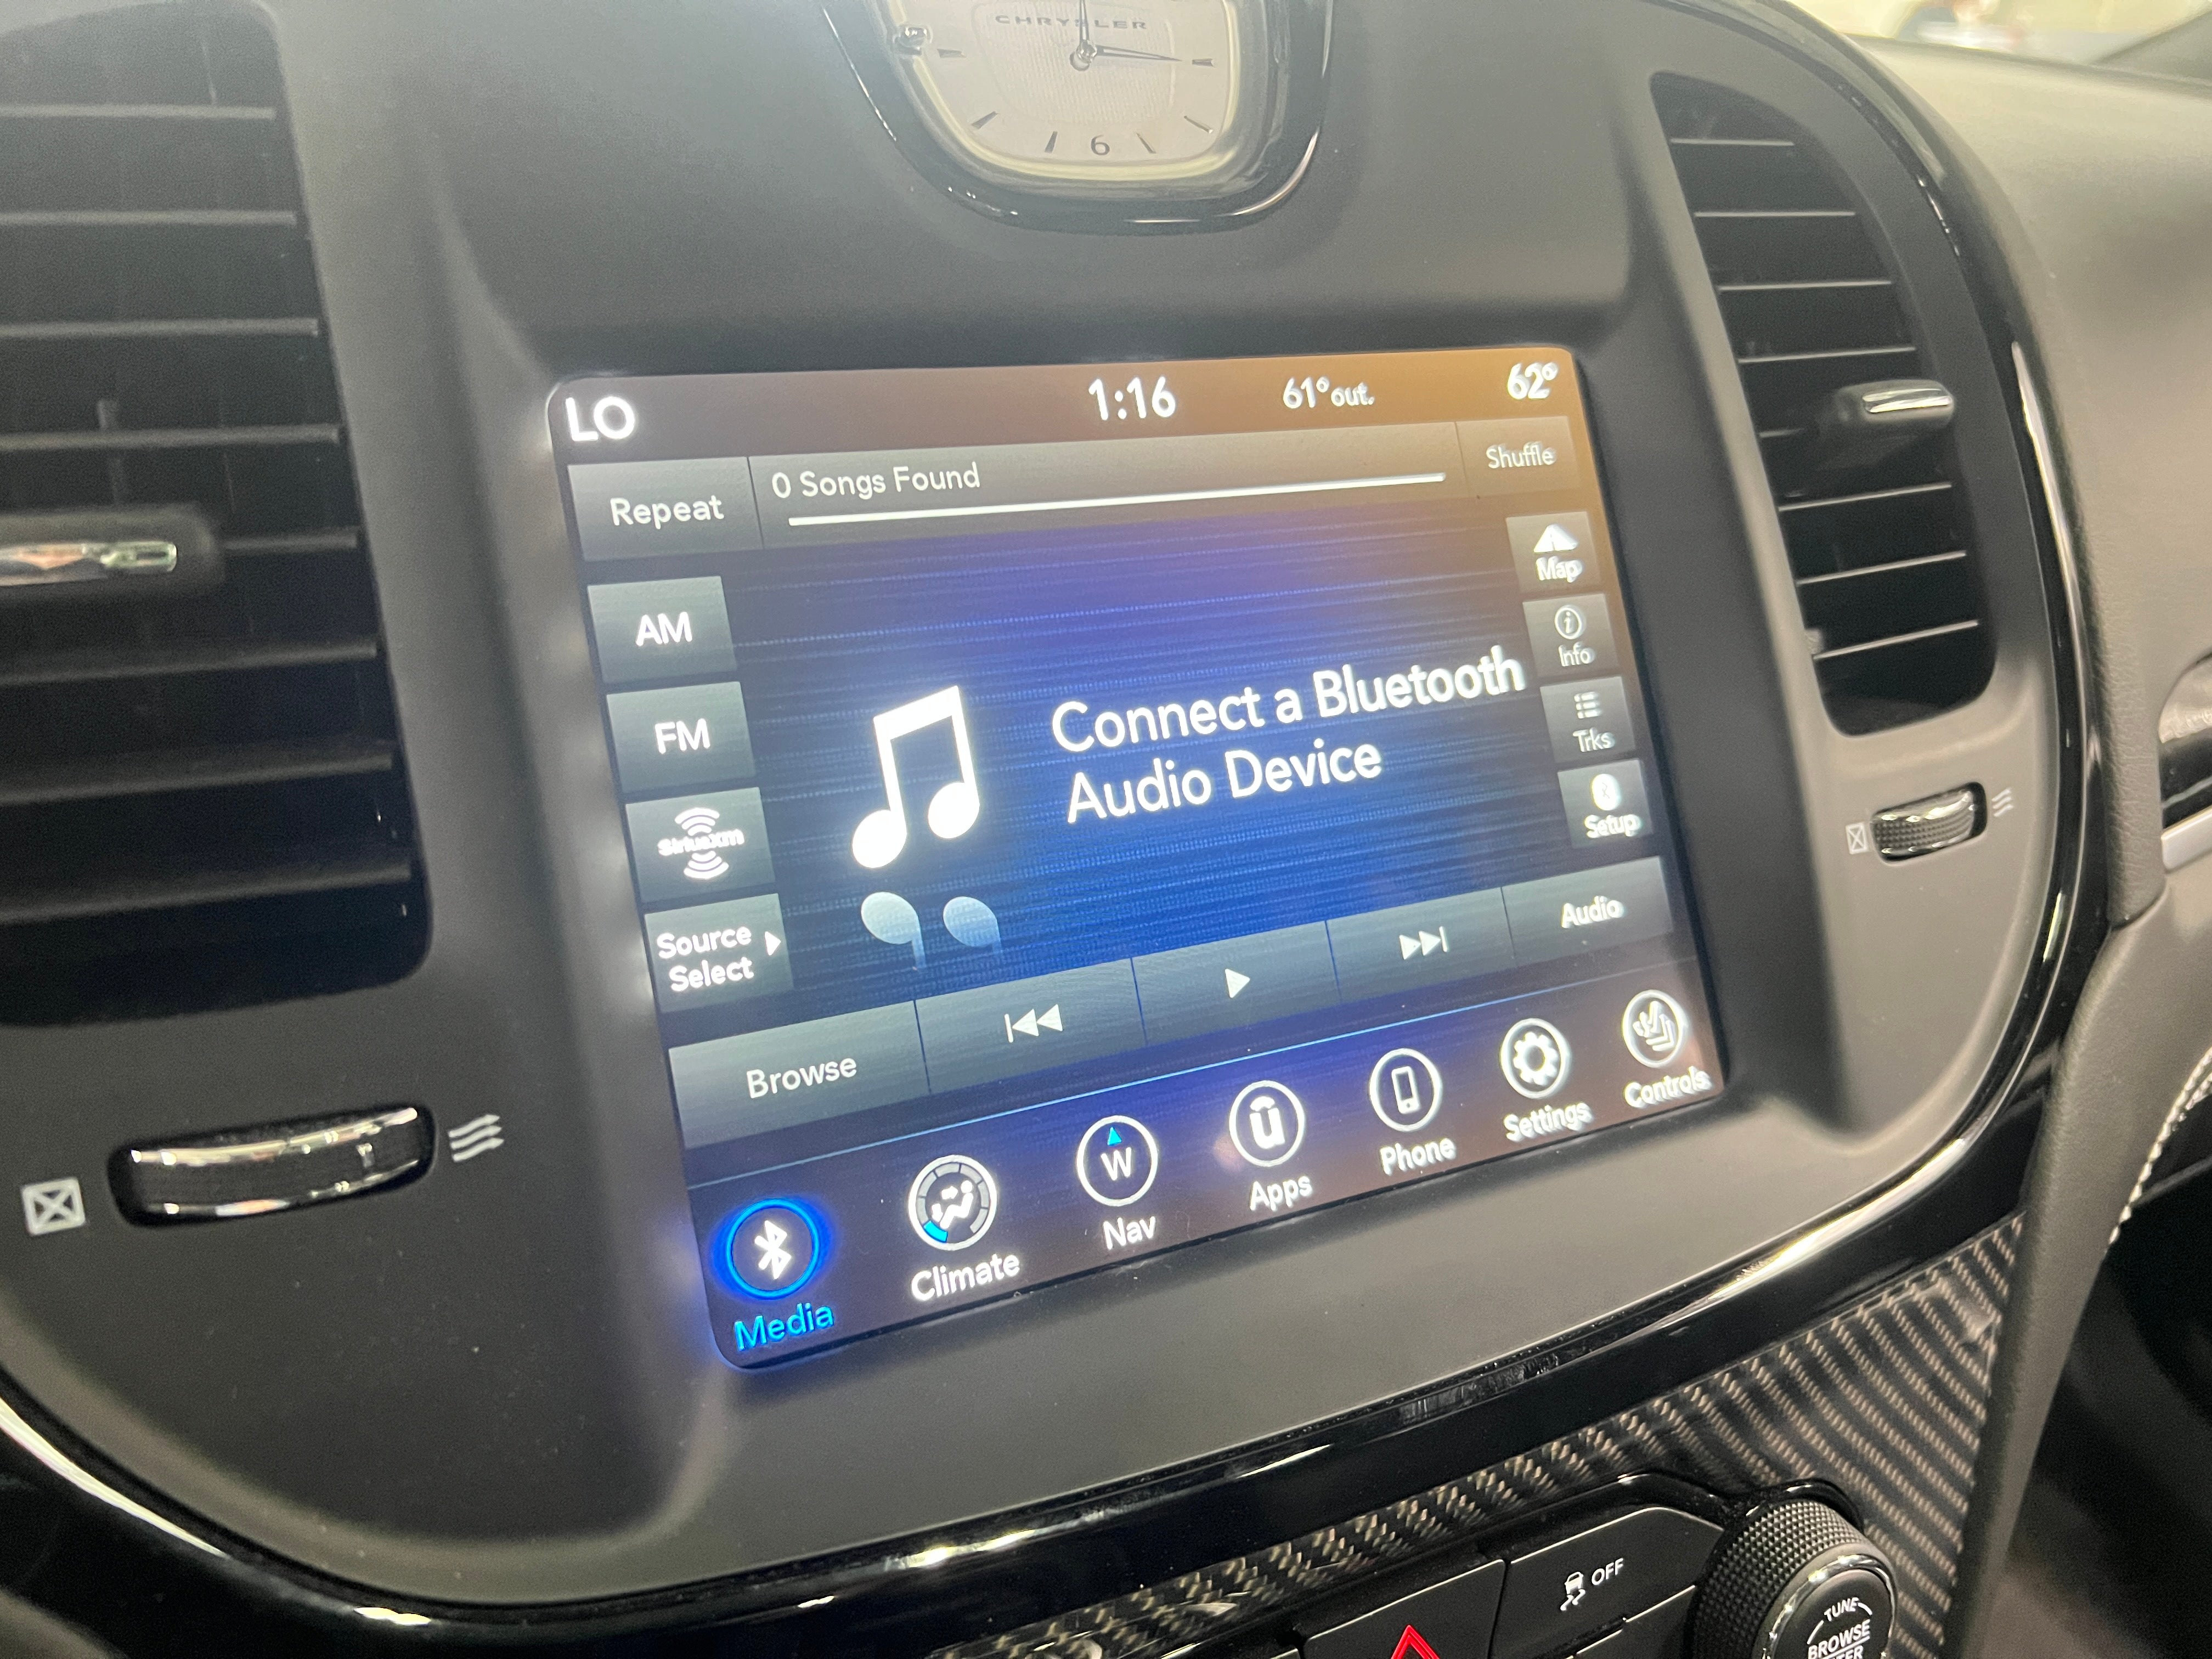 CHRYSLER
6
LO
1:16
61° out.
62°
Repeat
0 Songs Found
Shuffle
Map
Info
Trks
Setup
AM
FM
SiriusXM
Source
Select
Connect a Bluetooth
Audio Device
Browse
Audio
Media
Climate
W
Nav
Apps
Phone
Settings
Controls
OFF
TUNE
BROWSE